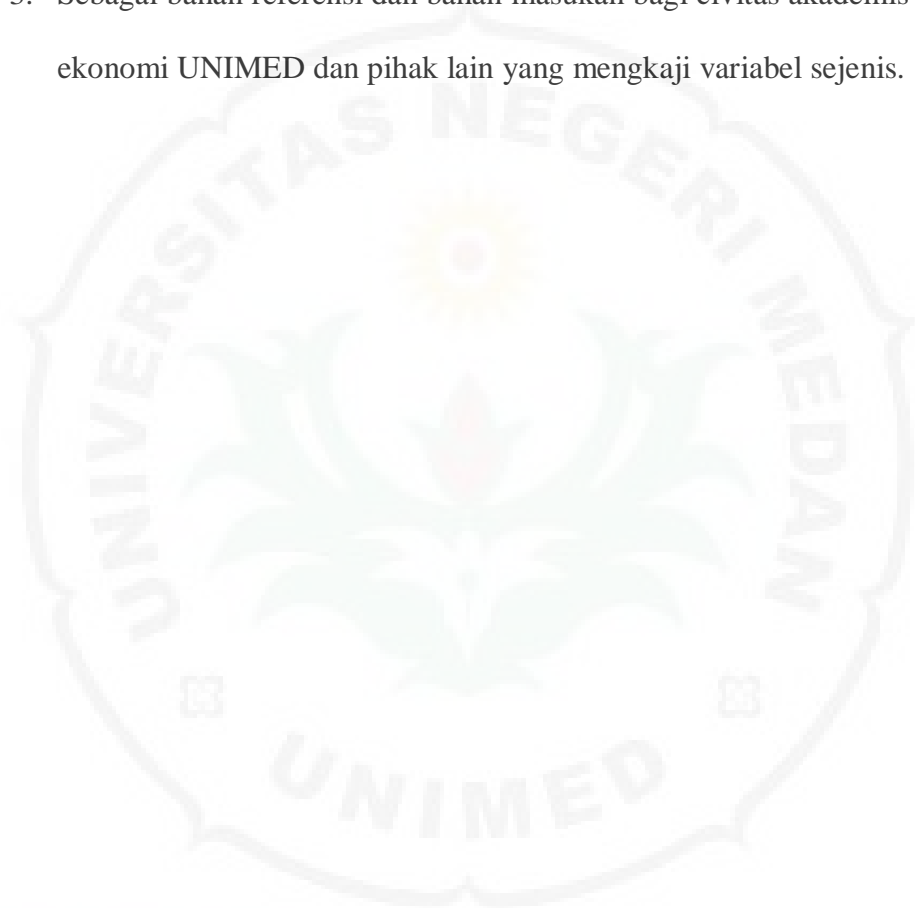 3. Sebagai bahan referensi dan bahan masukan bagi civitas akademis
ekonomi UNIMED dan pihak lain yang mengkaji variabel sejenis.
UNIVERSITAS NEGERI MEDAN
UNIMED